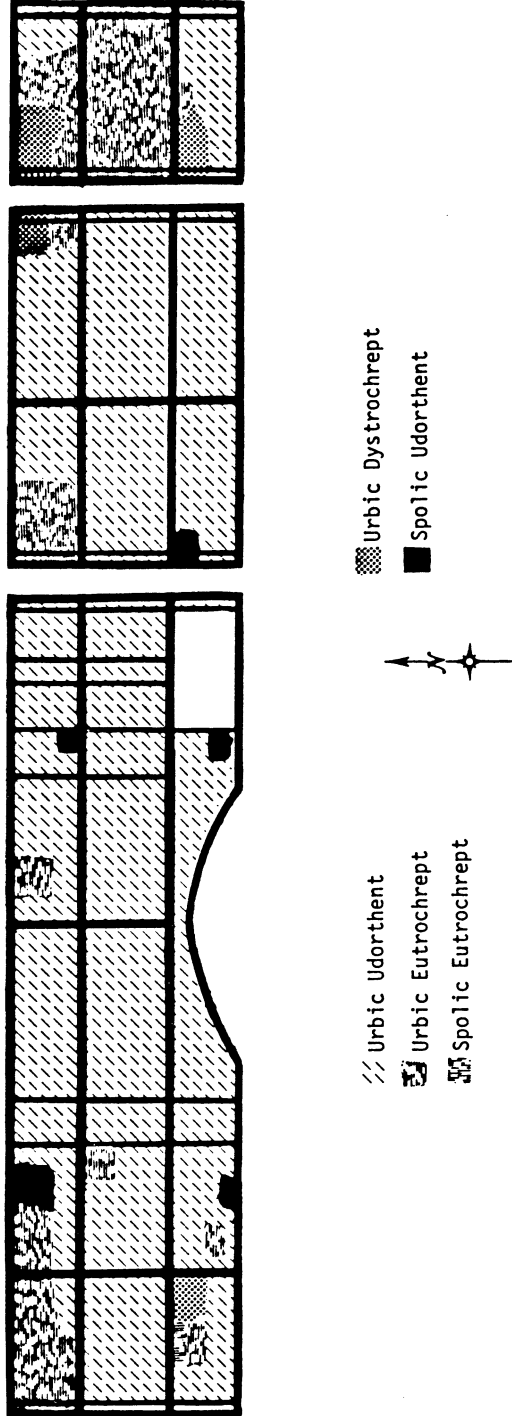 Urbic Udorthent
Urbic Eutrochrept
Spolic Eutrochrept
Urbic Dystrochrept
Spolic Udorthent
N